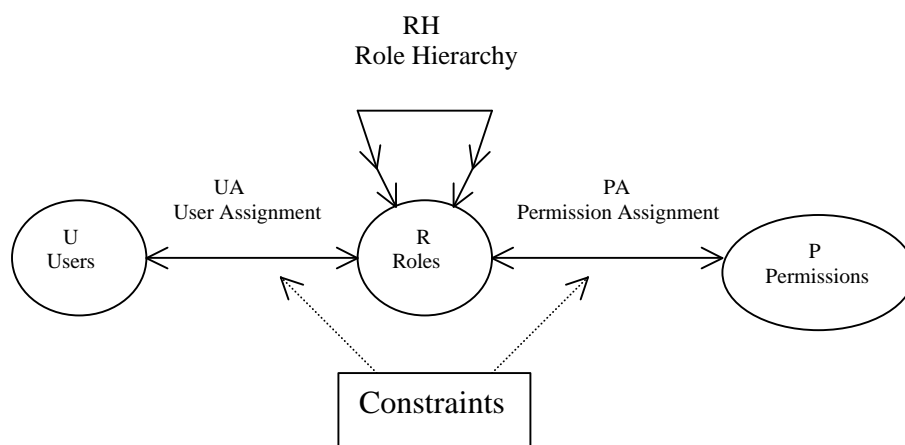 RH
Role Hierarchy
UA
User Assignment
PA
Permission Assignment
U
Users
R
Roles
P
Permissions
Constraints